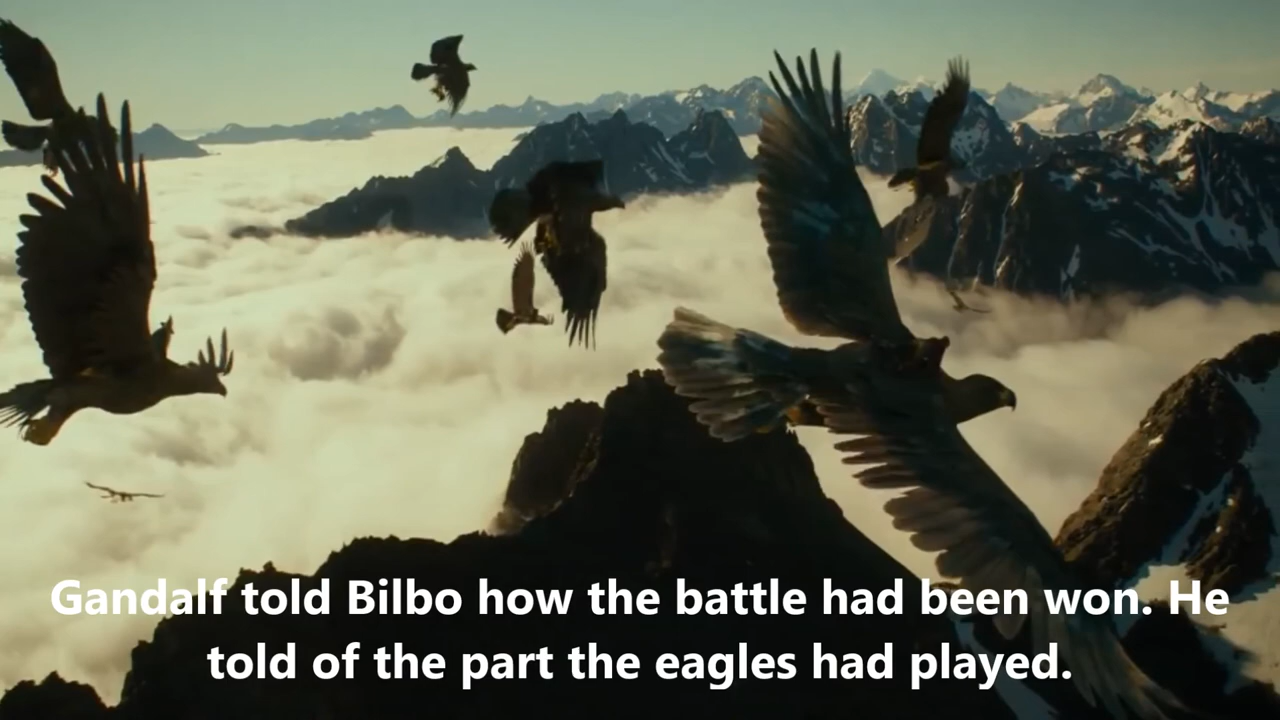 Gandalf told Bilbo how the battle had been won. He
told of the part the eagles had played.